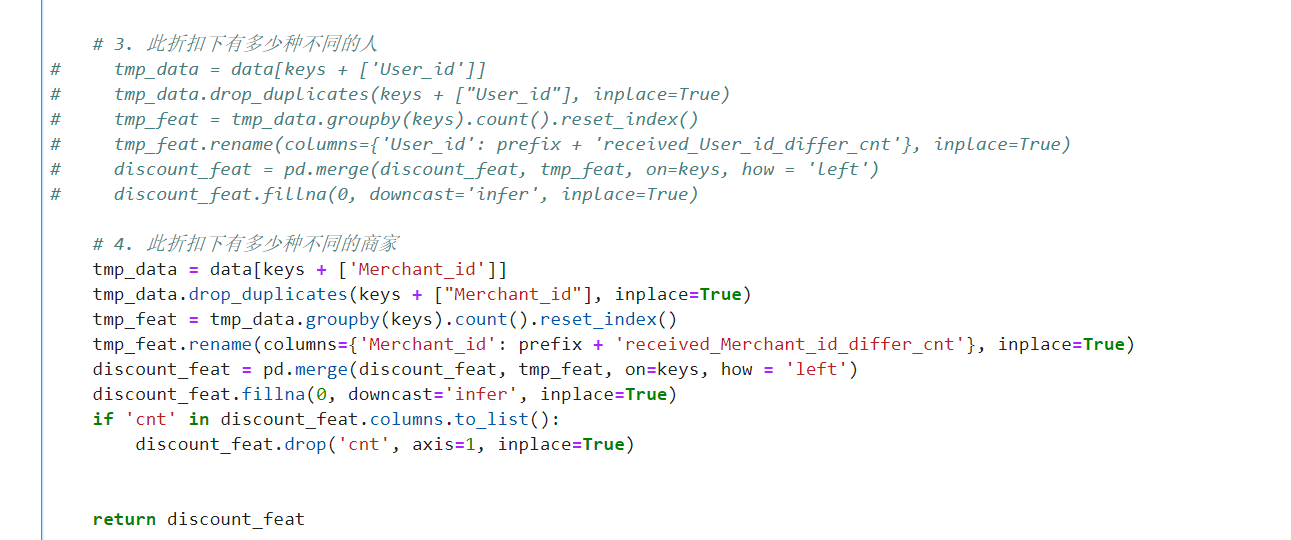 # 3. 此折扣下有多少种不同的人
#     tmp_data = data[keys + ['User_id']]
#     tmp_data.drop_duplicates(keys + ["User_id"], inplace=True)
#     tmp_feat = tmp_data.groupby(keys).count().reset_index()
#     tmp_feat.rename(columns={'User_id': prefix + 'received_User_id_differ_cnt'}, inplace=True)
#     discount_feat = pd.merge(discount_feat, tmp_feat, on=keys, how = 'left')
#     discount_feat.fillna(0, downcast='infer', inplace=True)
    # 4. 此折扣下有多少种不同的商家
    tmp_data = data[keys + ['Merchant_id']]
    tmp_data.drop_duplicates(keys + ["Merchant_id"], inplace=True)
    tmp_feat = tmp_data.groupby(keys).count().reset_index()
    tmp_feat.rename(columns={'Merchant_id': prefix + 'received_Merchant_id_differ_cnt'}, inplace=True)
    discount_feat = pd.merge(discount_feat, tmp_feat, on=keys, how = 'left')
    discount_feat.fillna(0, downcast='infer', inplace=True)
    if 'cnt' in discount_feat.columns.to_list():
        discount_feat.drop('cnt', axis=1, inplace=True)
    return discount_feat